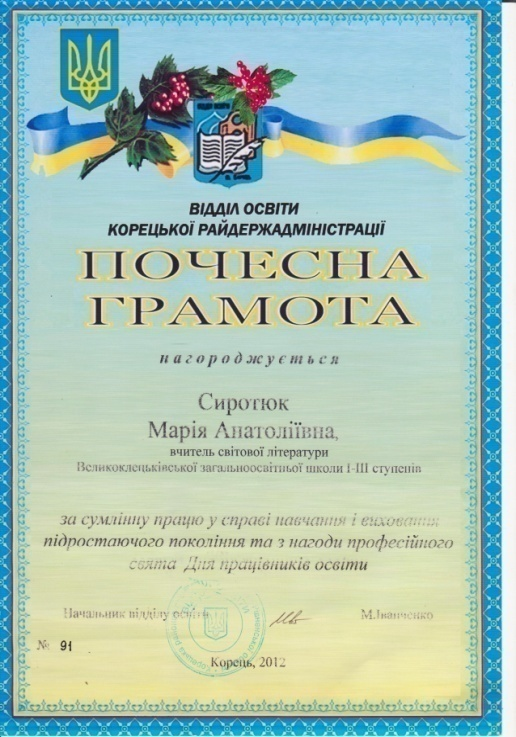 ВІДДІЛ ОСВІТИ
ВІДДІЛ ОСВІТИ
КОРЕЦЬКОЇ РАЙДЕРЖАДМІНІСТРАЦІЇ
ПОЧЕСНА
ГРАМОТА
нагороджується
Сиротюк
Марія Анатоліївна,
вчитель світової літератури
Великоклецьківської загальноосвітньої школи І-ІІІ ступенів
за сумлінну працю у справі навчання і виховання
підростаючого покоління та з нагоди професійного
свята Дня працівників освіти
Начальник відділу освіти М.Іванченко
№ 91
Корець, 2012